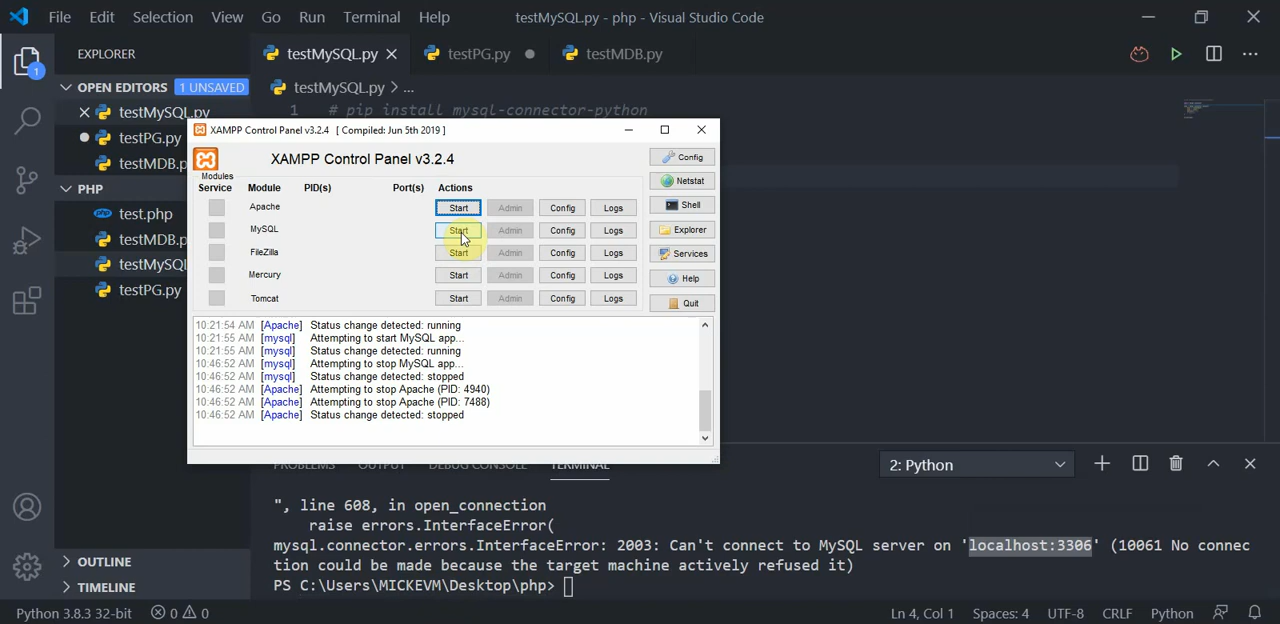 File Edit Selection View Go Run Terminal Help testMySQL.py - php - Visual Studio Code
EXPLORER
testMySQL.py testPG.py testMDB.py
OPEN EDITORS 1 UNSAVED
testMySQL.py > ...
testMySQL.py
1 # pip install mysql-connector-python
testPG.py
testMDB.p
PHP
test.php
testMDB.p
testMySQL
testPG.py
OUTLINE
TIMELINE
1
XAMPP Control Panel v3.2.4 [ Compiled: Jun 5th 2019 ]
XAMPP Control Panel v3.2.4
Modules
Service Module PID(s) Port(s) Actions
Apache Start Admin Config Logs
MySQL Start Admin Config Logs
FileZilla Start Admin Config Logs
Mercury Start Admin Config Logs
Tomcat Start Admin Config Logs
Config
Netstat
Shell
Explorer
Services
Help
Quit
10:21:54 AM [Apache] Status change detected: running
10:21:55 AM [mysql] Attempting to start MySQL app...
10:21:55 AM [mysql] Status change detected: running
10:46:52 AM [mysql] Attempting to stop MySQL app...
10:46:52 AM [mysql] Status change detected: stopped
10:46:52 AM [Apache] Attempting to stop Apache (PID: 4940)
10:46:52 AM [Apache] Attempting to stop Apache (PID: 7488)
10:46:52 AM [Apache] Status change detected: stopped
PROBLEMS OUTPUT DEBUG CONSOLE TERMINAL 2: Python
", line 608, in open_connection
raise errors.InterfaceError(
mysql.connector.errors.InterfaceError: 2003: Can't connect to MySQL server on 'localhost:3306' (10061 No connec
tion could be made because the target machine actively refused it)
PS C:\Users\MICKEVM\Desktop\php>
Python 3.8.3 32-bit 0 0 Ln 4, Col 1 Spaces: 4 UTF-8 CRLF Python